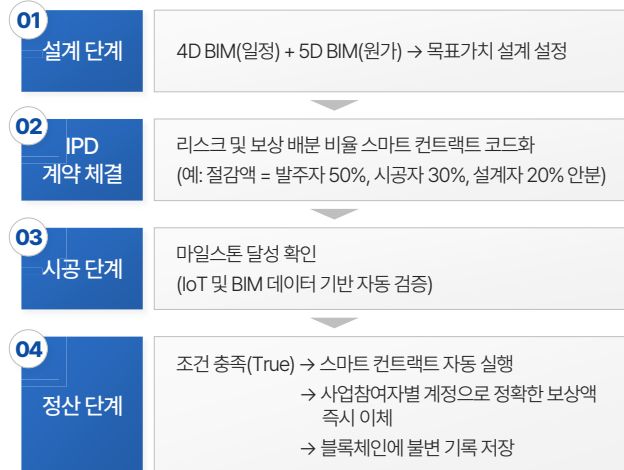 01
설계 단계
4D BIM(일정) + 5D BIM(원가) → 목표가치 설계 설정
02
IPD
계약 체결
리스크 및 보상 배분 비율 스마트 컨트랙트 코드화
(예: 절감액 = 발주자 50%, 시공자 30%, 설계자 20% 안분)
03
시공 단계
마일스톤 달성 확인
(IoT 및 BIM 데이터 기반 자동 검증)
04
정산 단계
조건 충족(True) → 스마트 컨트랙트 자동 실행
→ 사업참여자별 계정으로 정확한 보상액
즉시 이체
→ 블록체인에 불변 기록 저장